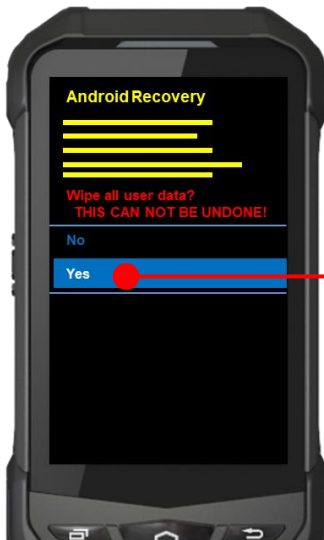 Android Recovery
Wipe all user data?
THIS CAN NOT BE UNDONE!
No
Yes